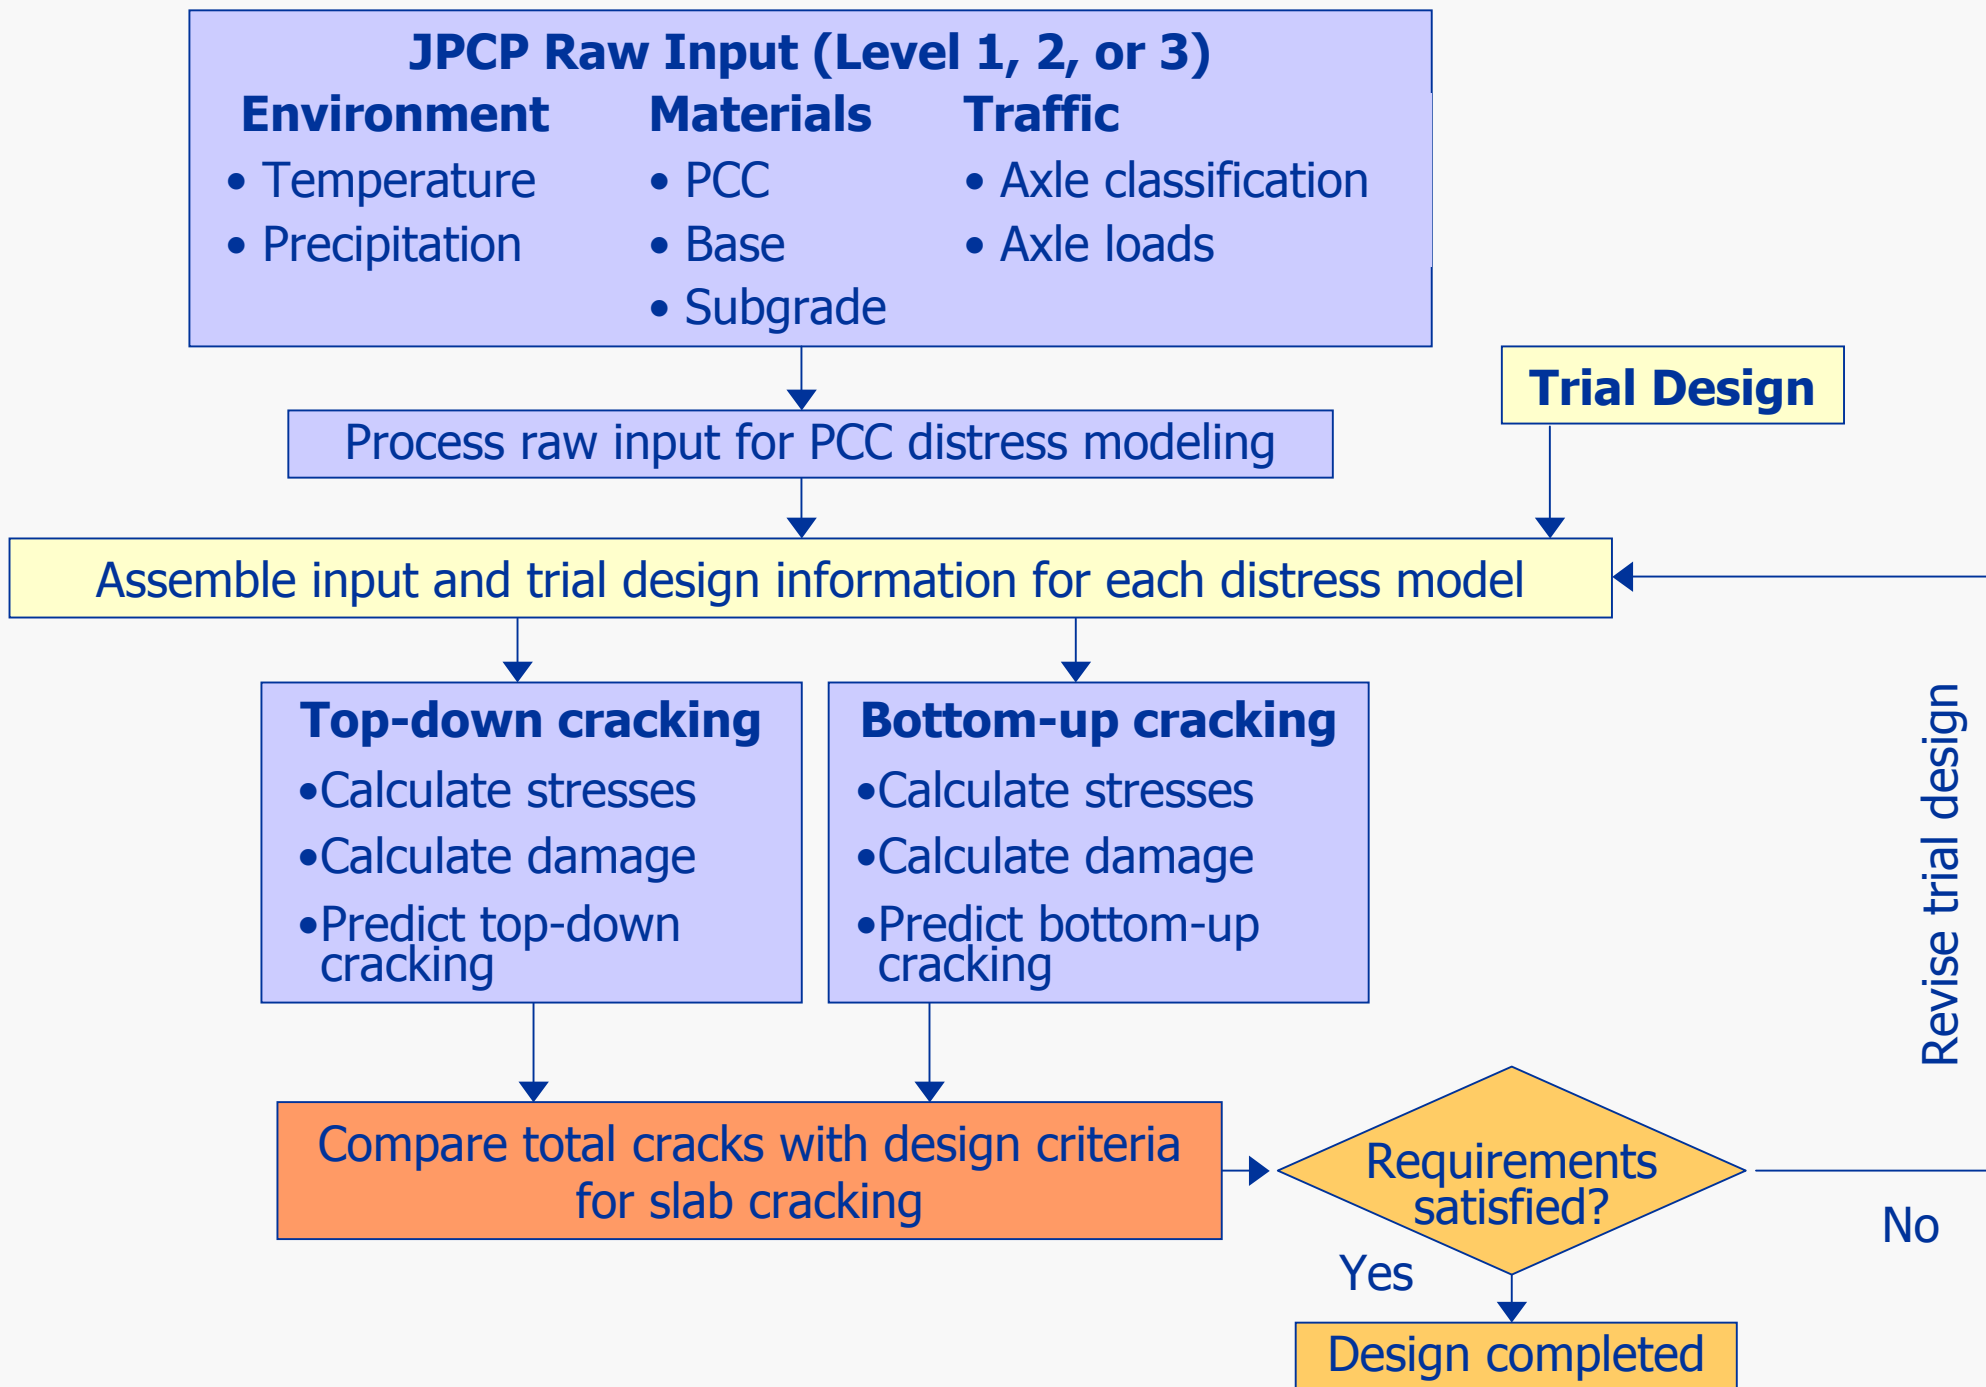 JPCP Raw Input (Level 1, 2, or 3)
Environment
• Temperature
• Precipitation
Materials
• PCC
• Base
• Subgrade
Traffic
• Axle classification
• Axle loads
Trial Design
Process raw input for PCC distress modeling
Assemble input and trial design information for each distress model
Top-down cracking
•Calculate stresses
•Calculate damage
•Predict top-down
cracking
Bottom-up cracking
•Calculate stresses
•Calculate damage
•Predict bottom-up
cracking
Revise trial design
Compare total cracks with design criteria
for slab cracking
Requirements
satisfied?
No
Yes
Design completed